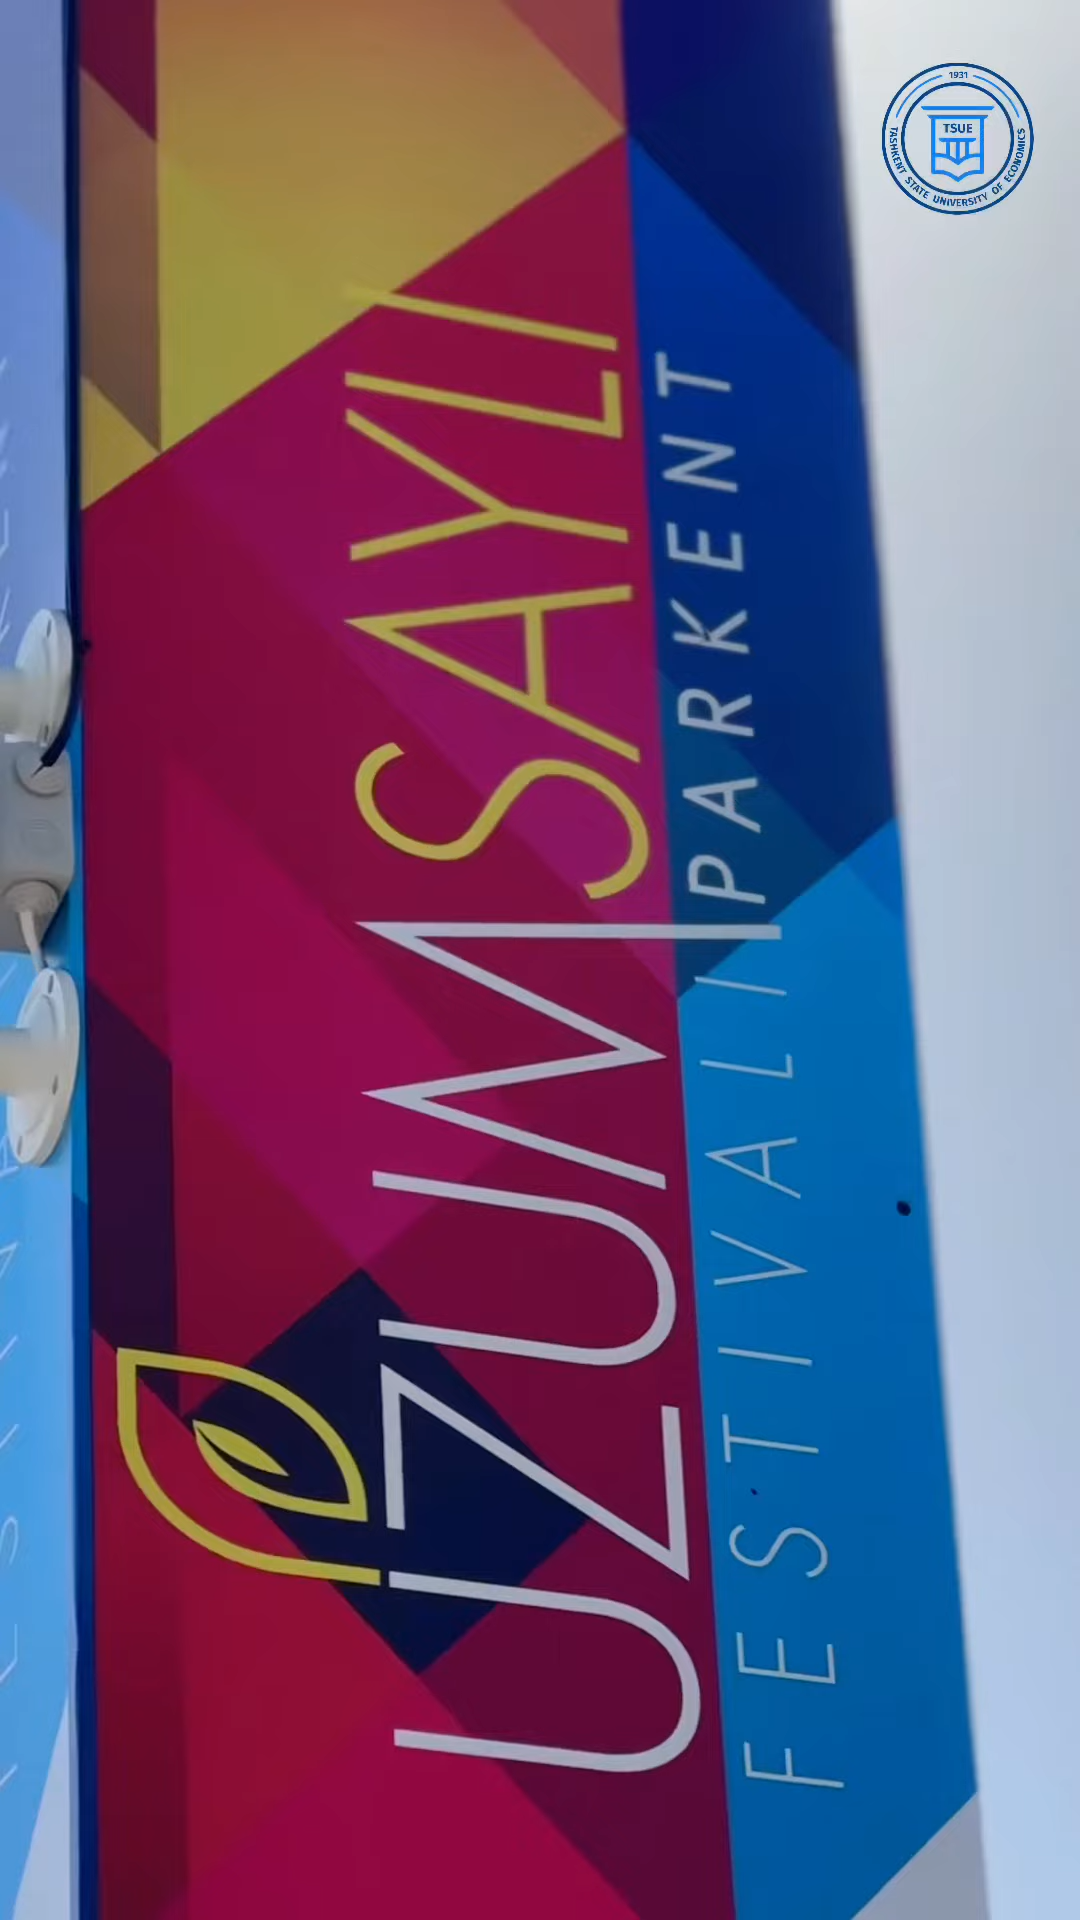 UZUM SAYLI
FESTIVALI PARKENT
1931
TSUE
TASHKENT STATE UNIVERSITY OF ECONOMICS